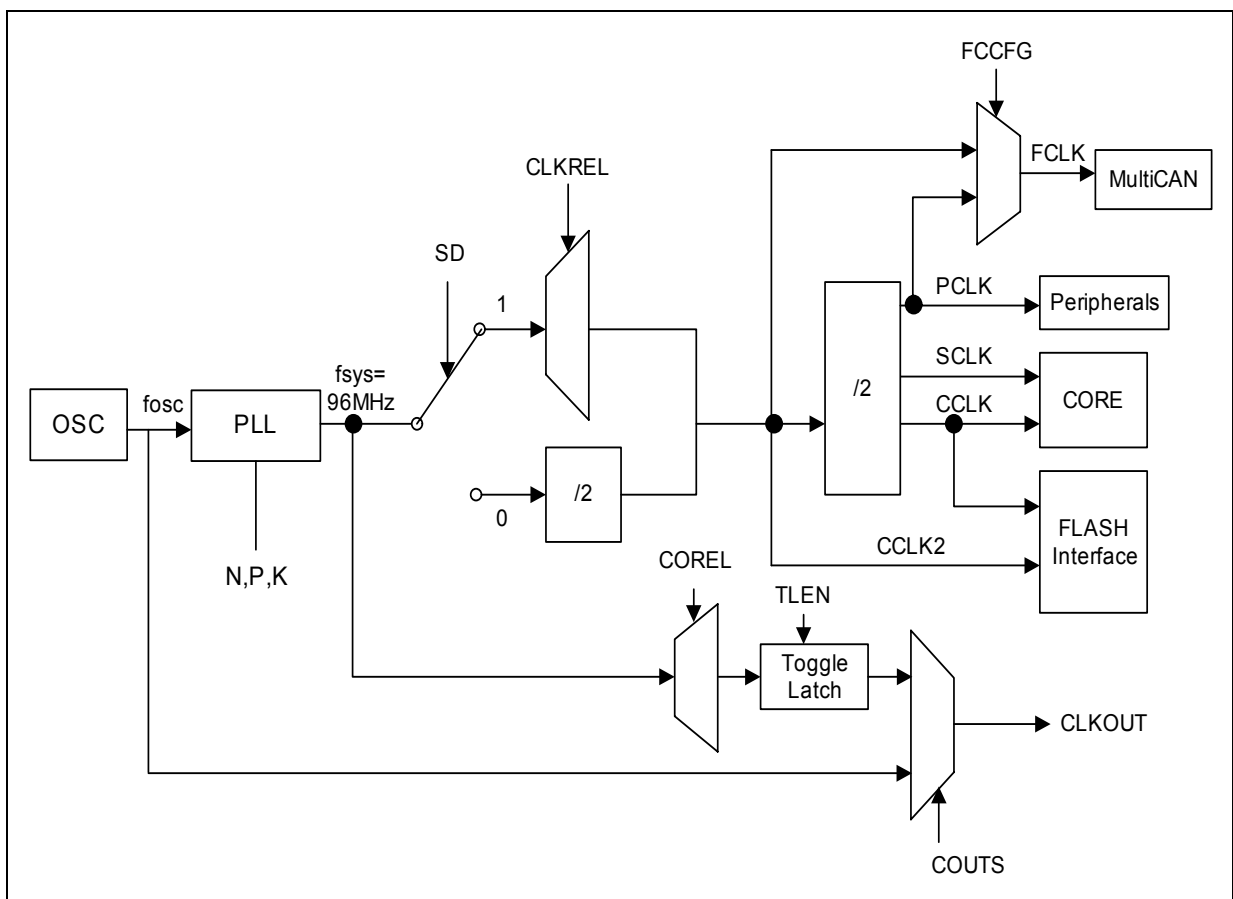 FCCFG
FCLK
MultiCAN
CLKREL
SD
1
PCLK
Peripherals
SCLK
/2
CCLK
CORE
fsys=
96MHz
fosc
OSC
PLL
/2
0
FLASH
Interface
CCLK2
N,P,K
COREL
TLEN
Toggle
Latch
CLKOUT
COUTS